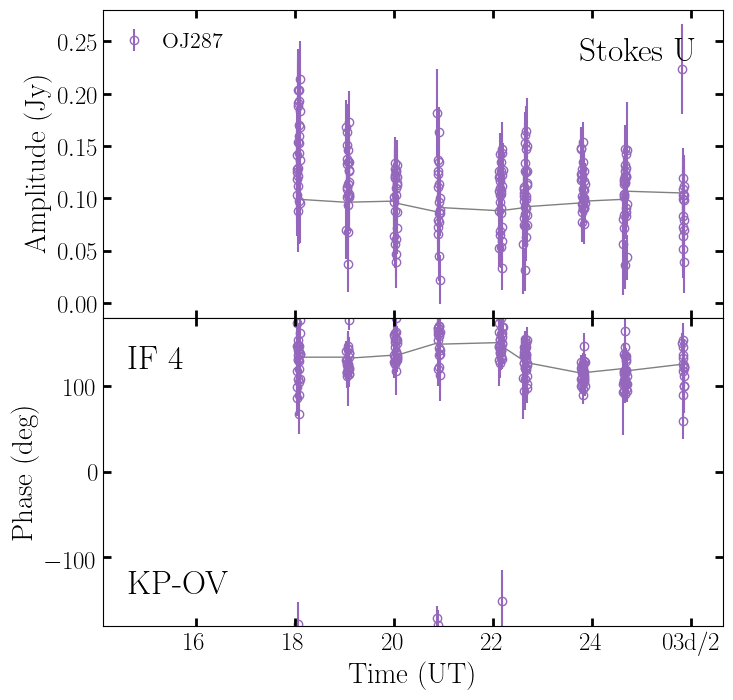 OJ287
Stokes U
Amplitude (Jy)
0.25
0.20
0.15
0.10
0.05
0.00
IF 4
KP-OV
Phase (deg)
100
0
−100
16
18
20
22
24
03d/2
Time (UT)